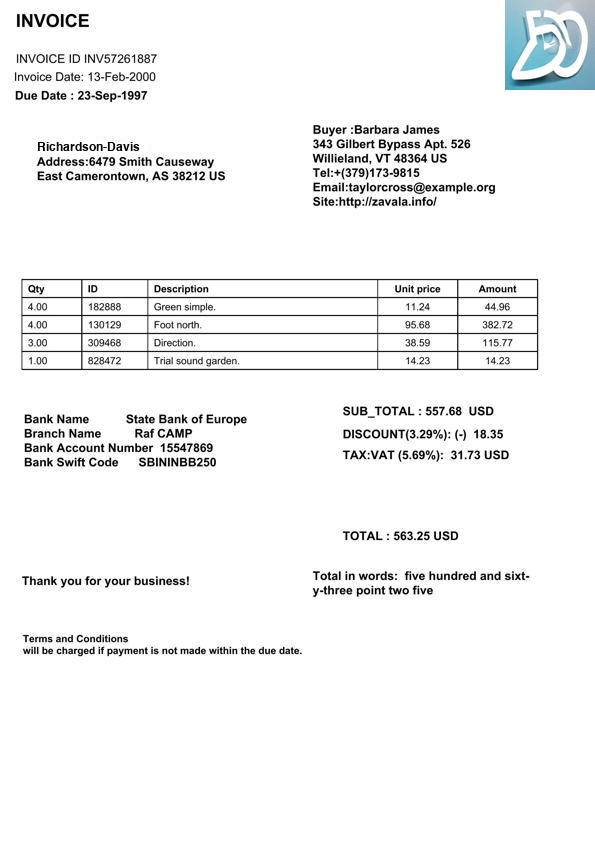 INVOICE
INVOICE ID INV57261887
Invoice Date: 13-Feb-2000
Due Date : 23-Sep-1997
Richardson-Davis
Address:6479 Smith Causeway
East Camerontown, AS 38212 US
Buyer :Barbara James
343 Gilbert Bypass Apt. 526
Willieland, VT 48364 US
Tel:+(379)173-9815
Email:taylorcross@example.org
Site:http://zavala.info/
Qty ID Description Unit price Amount
4.00 182888 Green simple. 11.24 44.96
4.00 130129 Foot north. 95.68 382.72
3.00 309468 Direction. 38.59 115.77
1.00 828472 Trial sound garden. 14.23 14.23
Bank Name State Bank of Europe
Branch Name Raf CAMP
Bank Account Number 15547869
Bank Swift Code SBININBB250
SUB_TOTAL : 557.68 USD
DISCOUNT(3.29%): (-) 18.35
TAX:VAT (5.69%): 31.73 USD
TOTAL : 563.25 USD
Thank you for your business!
Total in words: five hundred and sixt-
y-three point two five
Terms and Conditions
will be charged if payment is not made within the due date.